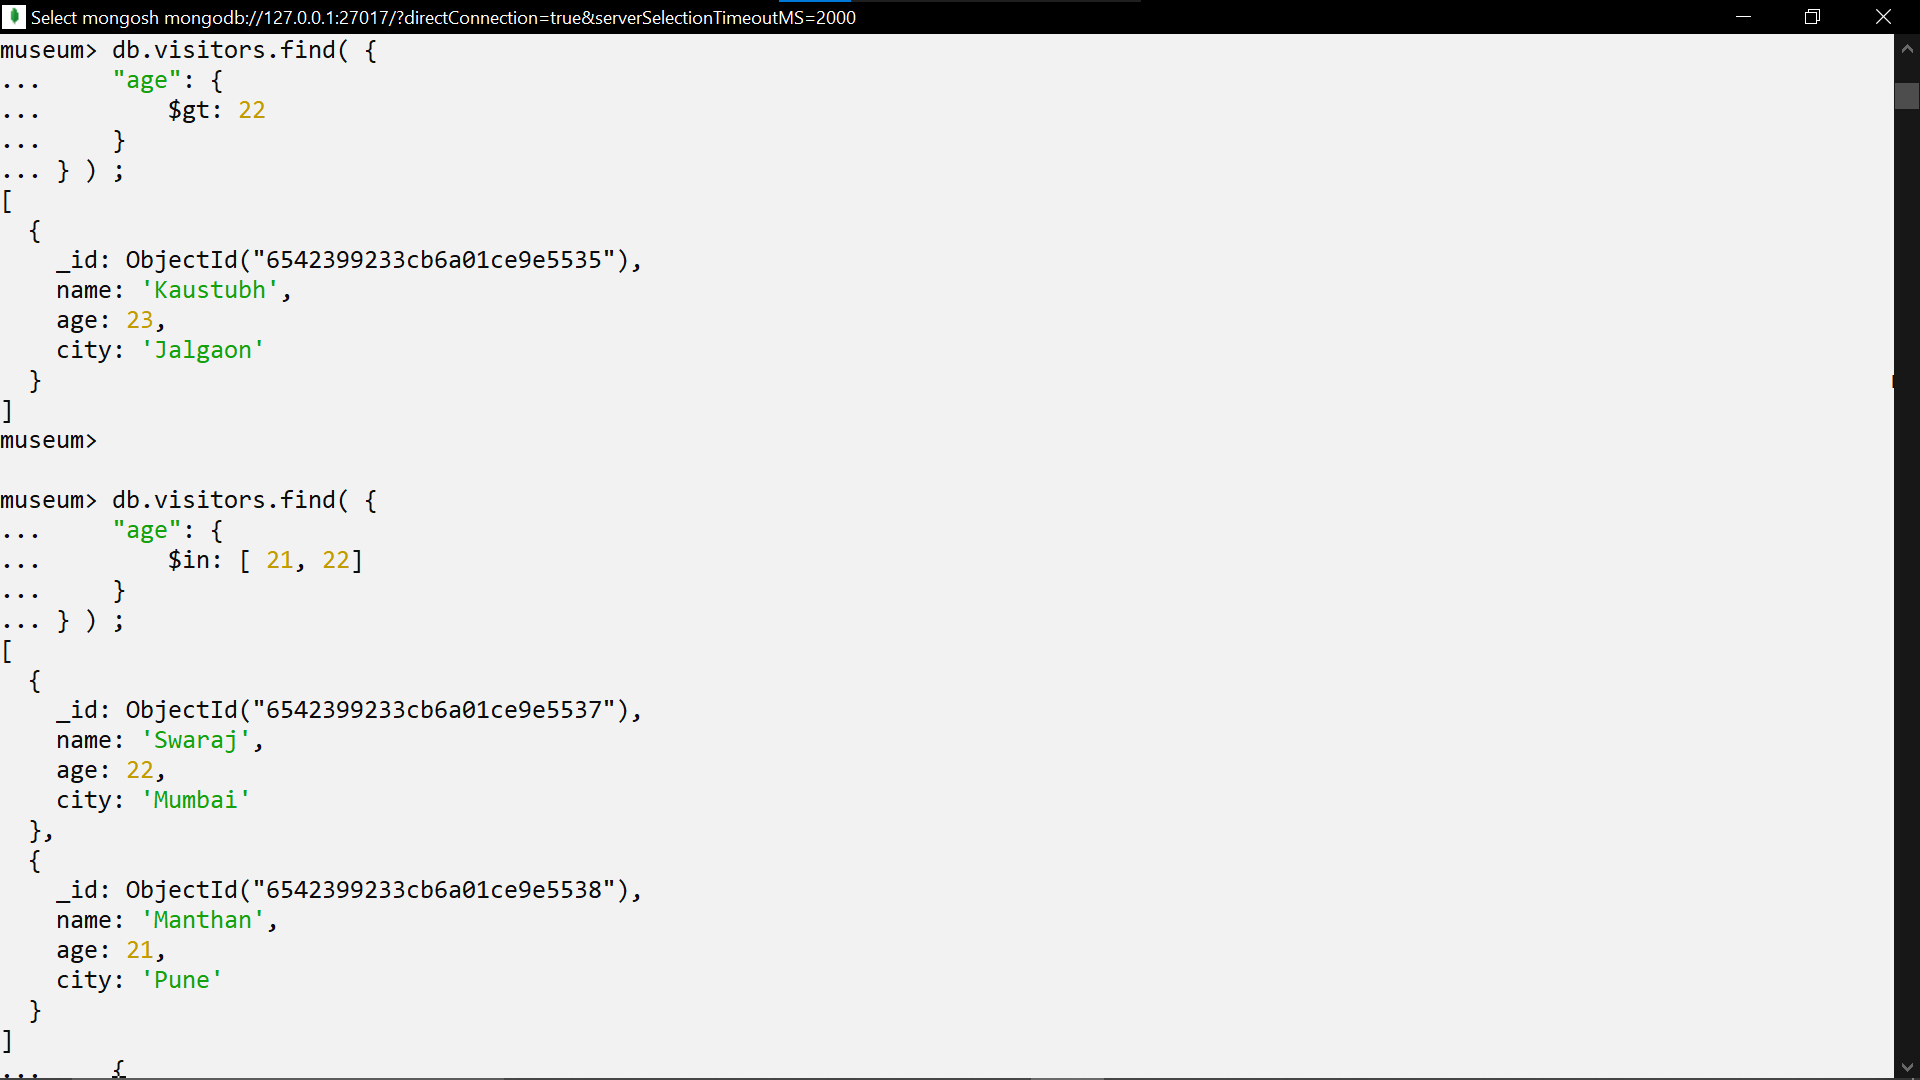 Select mongosh mongodb://127.0.0.1:27017/?directConnection=true&serverSelectionTimeoutMS=2000
museum> db.visitors.find( {
...     "age": {
...         $gt: 22
...     }
... } ) ;
[
  {
    _id: ObjectId("6542399233cb6a01ce9e5535"),
    name: 'Kaustubh',
    age: 23,
    city: 'Jalgaon'
  }
]
museum>
museum> db.visitors.find( {
...     "age": {
...         $in: [ 21, 22]
...     }
... } ) ;
[
  {
    _id: ObjectId("6542399233cb6a01ce9e5537"),
    name: 'Swaraj',
    age: 22,
    city: 'Mumbai'
  },
  {
    _id: ObjectId("6542399233cb6a01ce9e5538"),
    name: 'Manthan',
    age: 21,
    city: 'Pune'
  }
]
...     {